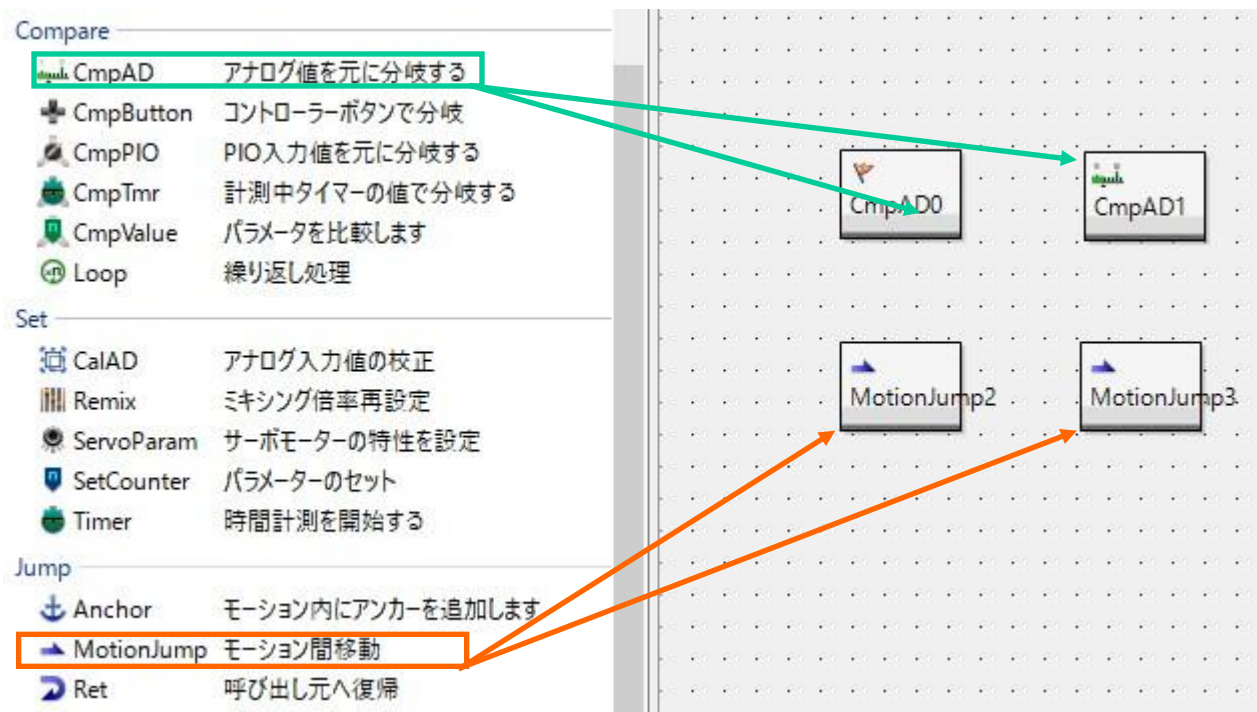 Compare
CmpAD アナログ値を元に分岐する
CmpButton コントローラーボタンで分岐
CmpPIO PIO入力値を元に分岐する
CmpTmr 計測中タイマーの値で分岐する
CmpValue パラメータを比較します
Loop 繰り返し処理
Set
CalAD アナログ入力値の校正
Remix ミキシング倍率再設定
ServoParam サーボモーターの特性を設定
SetCounter パラメーターのセット
Timer 時間計測を開始する
Jump
Anchor モーション内にアンカーを追加します
MotionJump モーション間移動
Ret 呼び出し元へ復帰
CmpAD0
CmpAD1
MotionJump2
MotionJump3